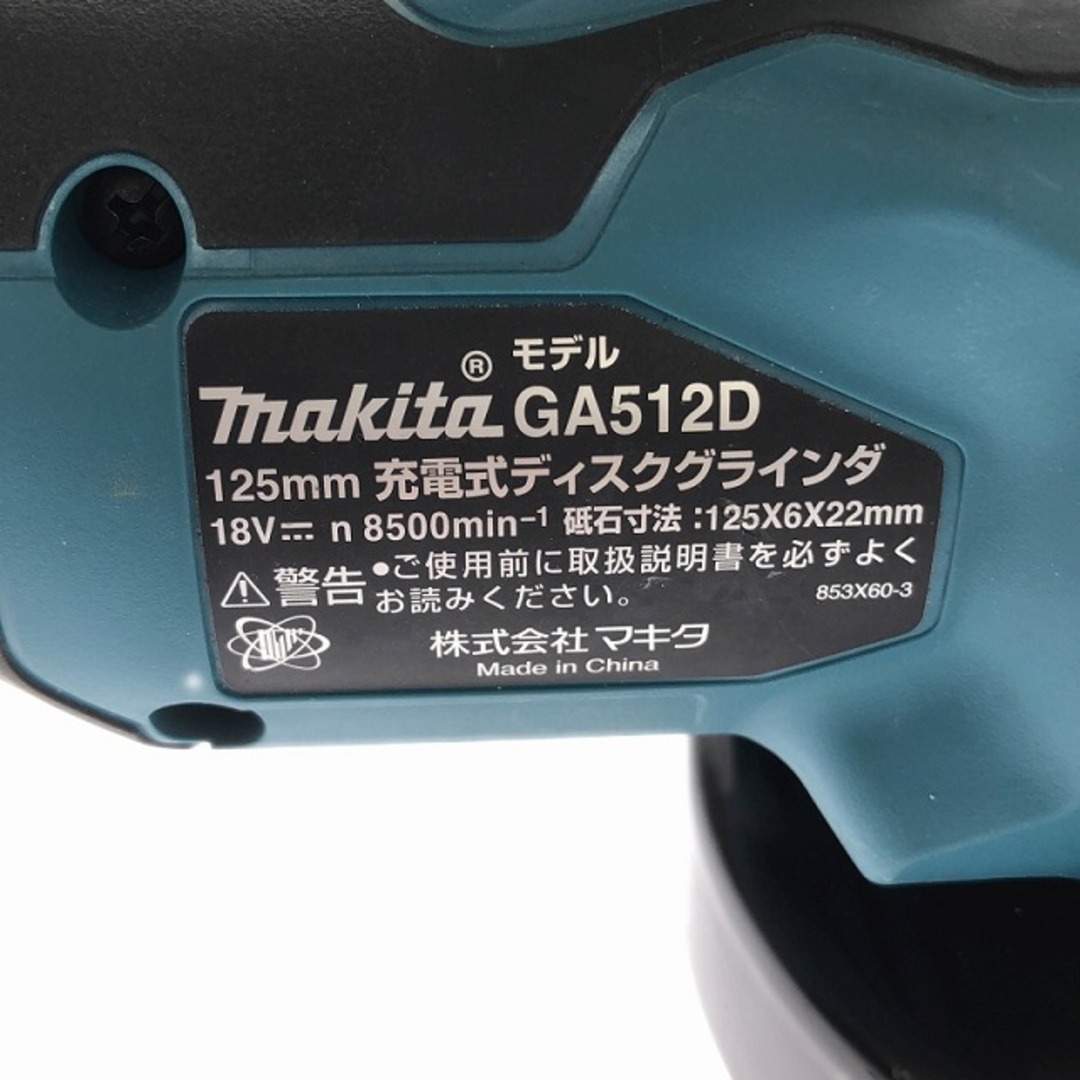 モデル
makita® GA512D
125mm 充電式ディスクグラインダ
18V⎓ n 8500min⁻¹ 砥石寸法:125X6X22mm
警告 •ご使用前に取扱説明書を必ずよく
お読みください。 853X60-3
株式会社マキタ
Made in China